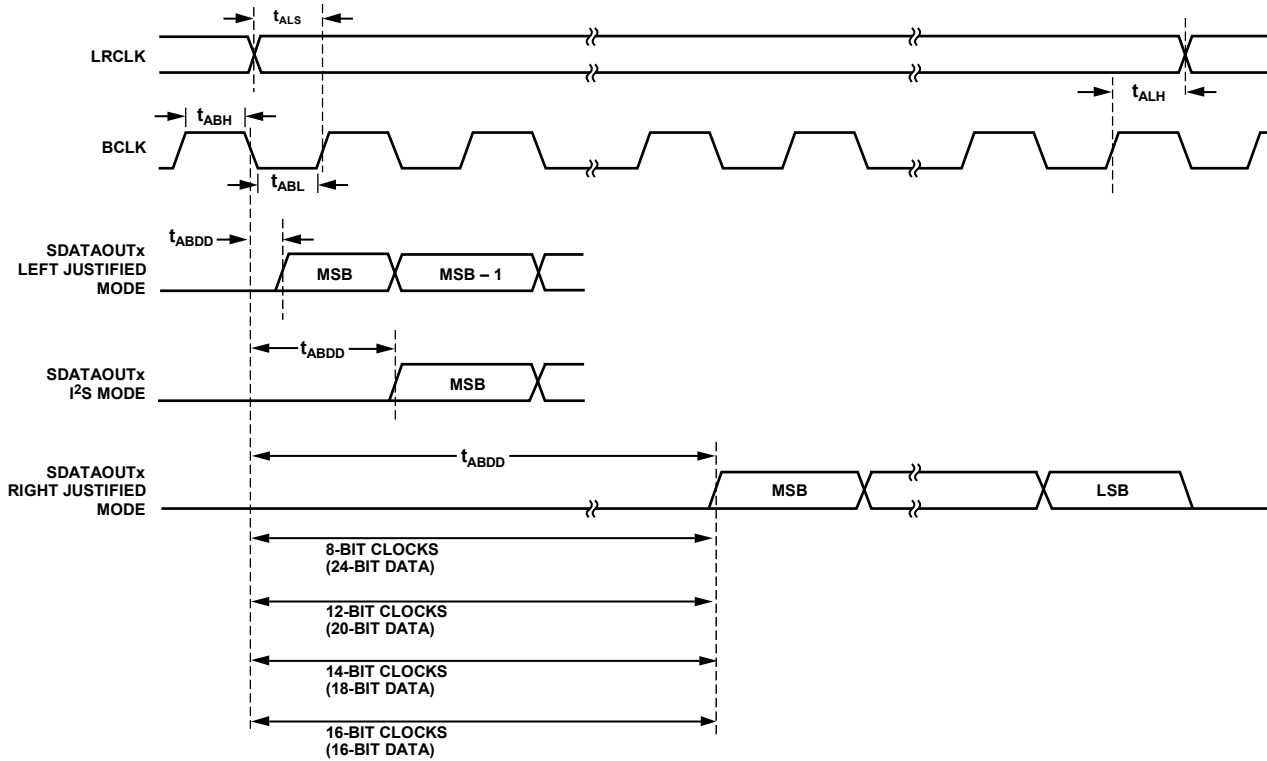 tALS
LRCLK
tALH
tABH
BCLK
tABL
tABDD
SDATAOUTx
LEFT JUSTIFIED
MODE
MSB
MSB – 1
tABDD
SDATAOUTx
I²S MODE
MSB
tABDD
SDATAOUTx
RIGHT JUSTIFIED
MODE
MSB
LSB
8-BIT CLOCKS
(24-BIT DATA)
12-BIT CLOCKS
(20-BIT DATA)
14-BIT CLOCKS
(18-BIT DATA)
16-BIT CLOCKS
(16-BIT DATA)